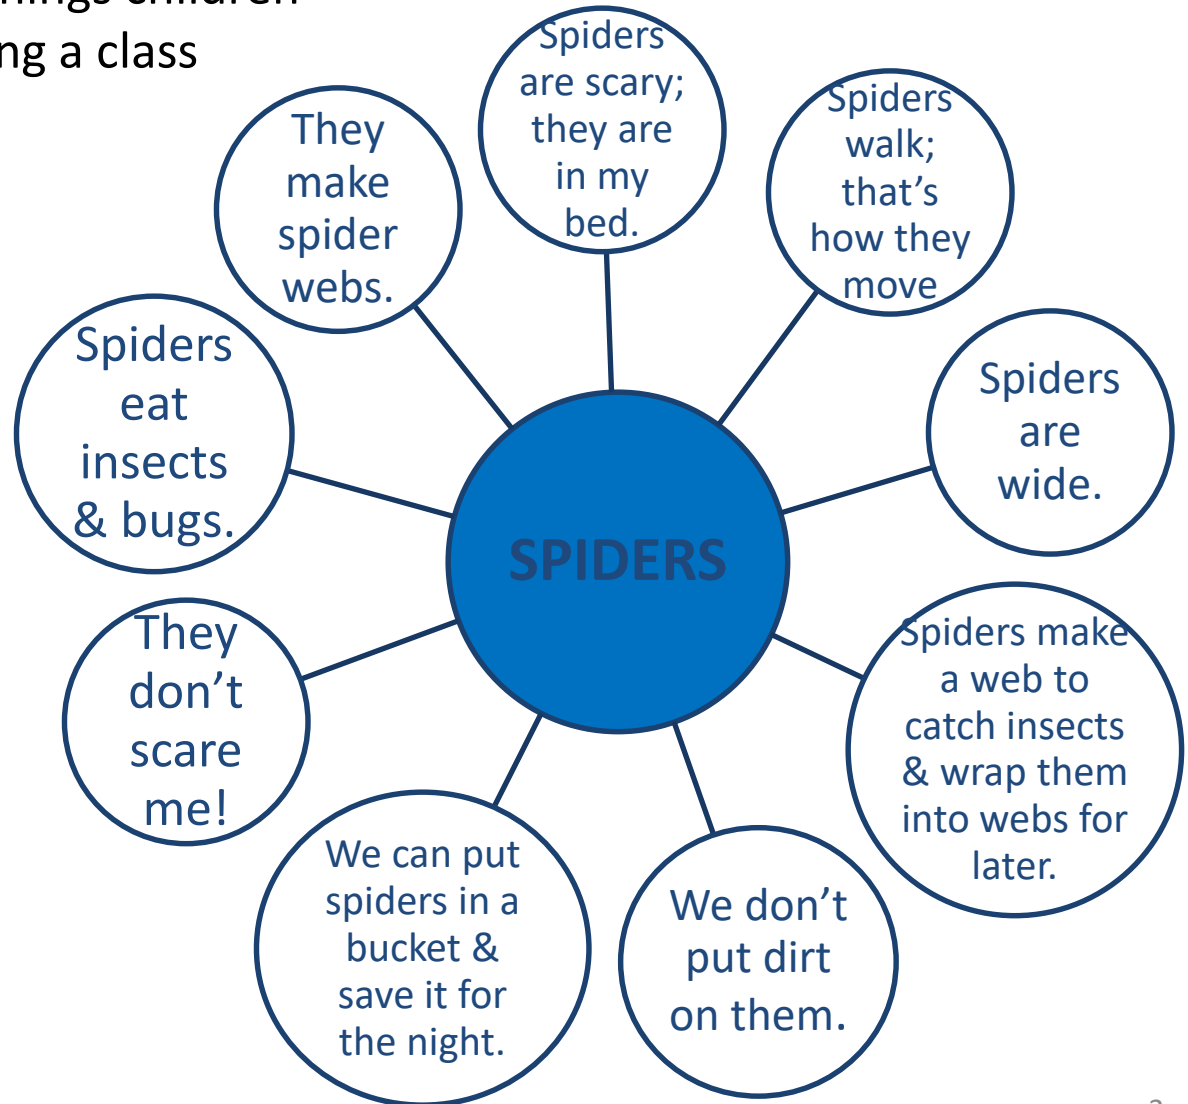 children
a class
Spiders
are scary;
they are
in my
bed.
Spiders
walk;
that's
how they
move
Spiders
are
wide.
Spiders make
a web to
catch insects
& wrap them
into webs for
later.
We don't
put dirt
on them.
We can put
spiders in a
bucket &
save it for
the night.
They
don't
scare
me!
Spiders
eat
insects
& bugs.
They
make
spider
webs.
SPIDERS